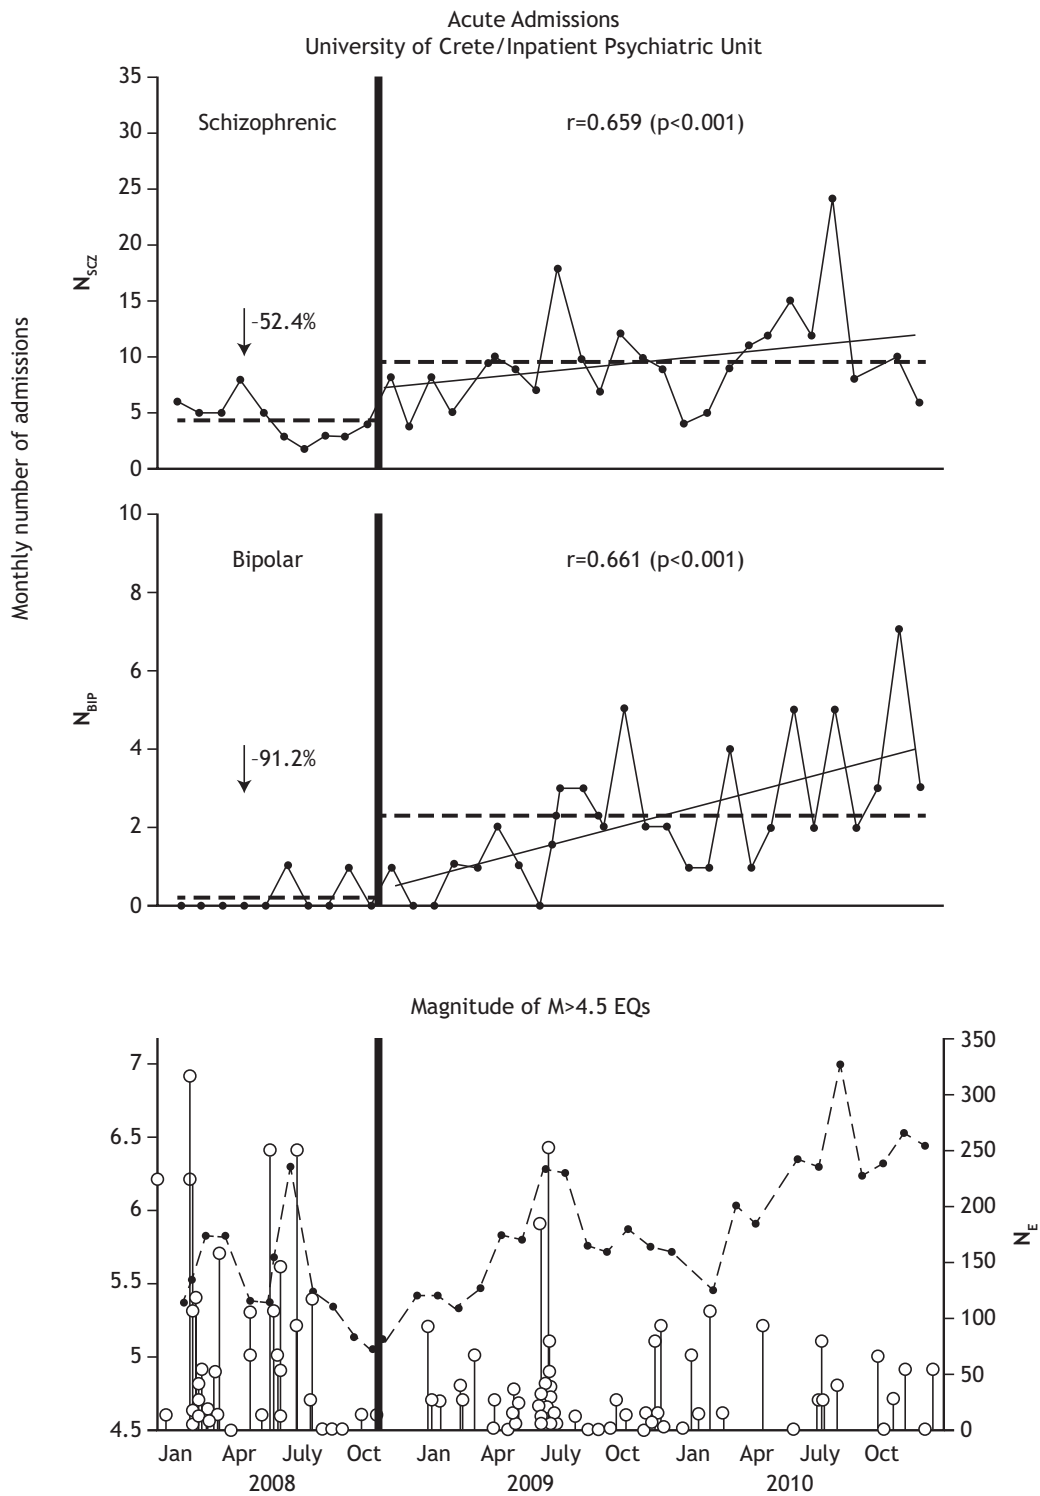 Acute Admissions
University of Crete/Inpatient Psychiatric Unit
Monthly number of admissions
35
30
25
20
15
10
5
0
N_SCZ
Schizophrenic
r=0.659 (p<0.001)
-52.4%
10
8
6
4
2
0
N_BIP
Bipolar
r=0.661 (p<0.001)
-91.2%
Magnitude of M>4.5 EQs
7
6.5
6
5.5
5
4.5
350
300
250
200
150
100
50
0
N_E
Jan Apr July Oct Jan Apr July Oct Jan Apr July Oct
2008 2009 2010